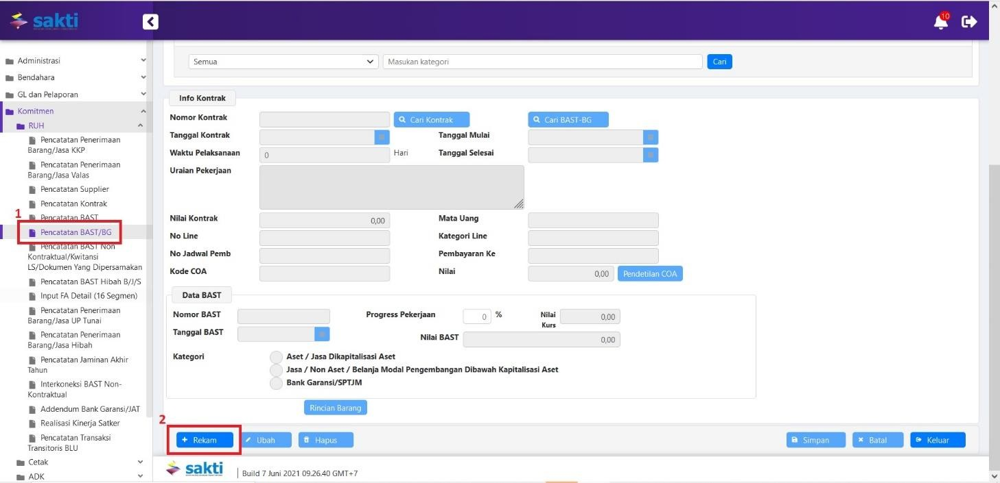 sakti
10
Administrasi
Bendahara
GL dan Pelaporan
Komitmen
RUH
Pencatatan Penerimaan
Barang/Jasa KKP
Pencatatan Penerimaan
Barang/Jasa Valas
Pencatatan Supplier
Pencatatan Kontrak
1
Pencatatan BAST
Pencatatan BAST/BG
Pencatatan BAST Non
Kontraktual/Kwitansi
LS/Dokumen Yang Dipersamakan
Pencatatan BAST Hibah B/J/S
Input FA Detail (16 Segmen)
Pencatatan Penerimaan
Barang/Jasa UP Tunai
Pencatatan Penerimaan
Barang/Jasa Hibah
Pencatatan Jaminan Akhir
Tahun
Interkoneksi BAST Non-
Kontraktual
Addendum Bank Garansi/JAT
Realisasi Kinerja Satker
Pencatatan Transaksi
Transitoris BLU
Cetak
ADK
Semua
Masukan kategori
Cari
Info Kontrak
Nomor Kontrak
Cari Kontrak
Cari BAST-BG
Tanggal Kontrak
Tanggal Mulai
Waktu Pelaksanaan
0
Hari
Tanggal Selesai
Uraian Pekerjaan
Nilai Kontrak
0,00
Mata Uang
No Line
Kategori Line
No Jadwal Pemb
Pembayaran Ke
Kode COA
Nilai
0,00
Pendetilan COA
Data BAST
Nomor BAST
Progress Pekerjaan
0
%
Nilai
Kurs
0,00
Tanggal BAST
Nilai BAST
0,00
Kategori
Aset / Jasa Dikapitalisasi Aset
Jasa / Non Aset / Belanja Modal Pengembangan Dibawah Kapitalisasi Aset
Bank Garansi/SPTJM
Rincian Barang
2
+ Rekam
Ubah
Hapus
Simpan
Batal
Keluar
sakti
Build 7 Juni 2021 09.26.40 GMT+7